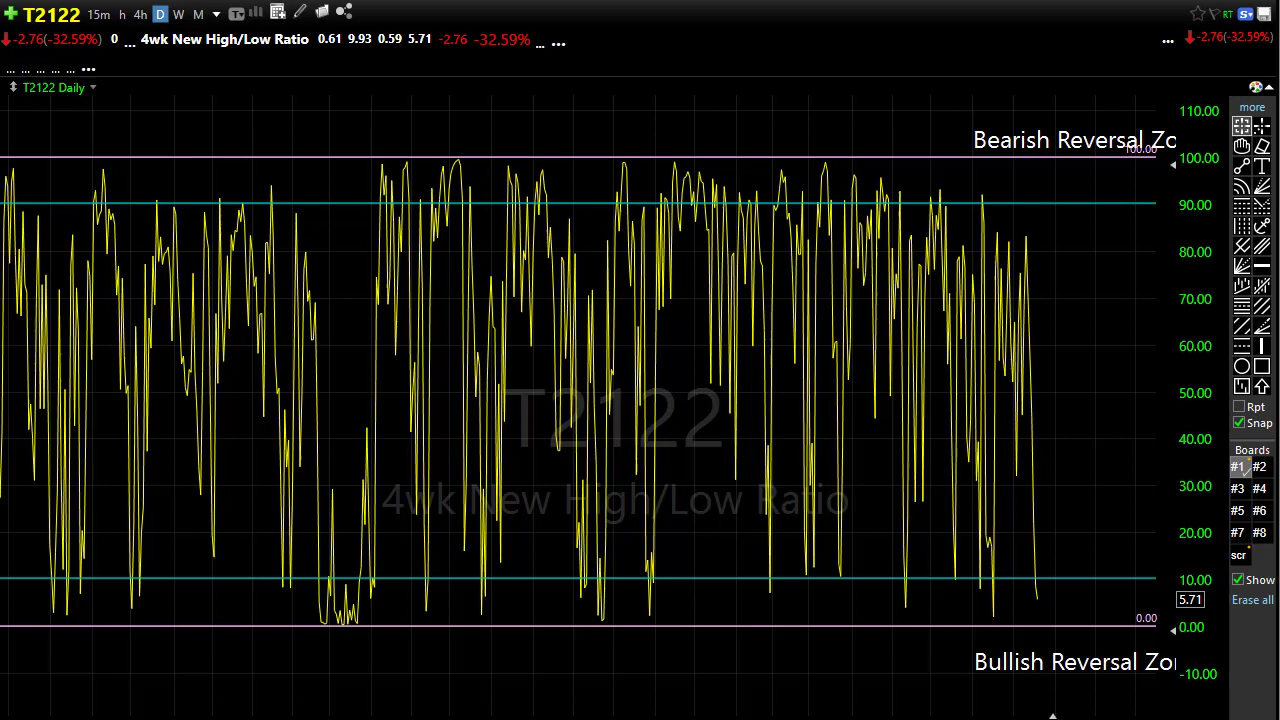 T2122 15m h 4h D W M T RT S
-2.76(-32.59%) 0 ... 4wk New High/Low Ratio 0.61 9.93 0.59 5.71 -2.76 -32.59% ... ... ... -2.76(-32.59%)
... ... ... ... ... ...
T2122 Daily
more
110.00
Bearish Reversal Zo
100.00
100.00
90.00
80.00
70.00
60.00
50.00
40.00
30.00
20.00
10.00
5.71
0.00
0.00
-10.00
T2122
4wk New High/Low Ratio
Bullish Reversal Zo
T
Rpt
Snap
Boards
#1 #2
#3 #4
#5 #6
#7 #8
scr
Show
Erase all